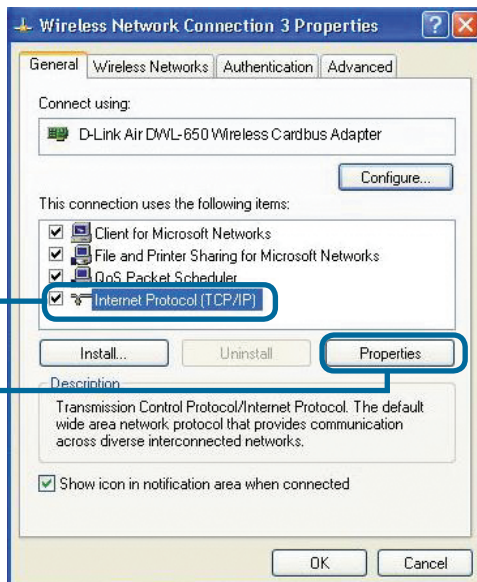 Wireless Network Connection 3 Properties
General Wireless Networks Authentication Advanced
Connect using:
D-Link Air DWL-650 Wireless Cardbus Adapter
Configure...
This connection uses the following items:
Client for Microsoft Networks
File and Printer Sharing for Microsoft Networks
QoS Packet Scheduler
Internet Protocol (TCP/IP)
Install... Uninstall Properties
Description
Transmission Control Protocol/Internet Protocol. The default
wide area network protocol that provides communication
across diverse interconnected networks.
Show icon in notification area when connected
OK Cancel